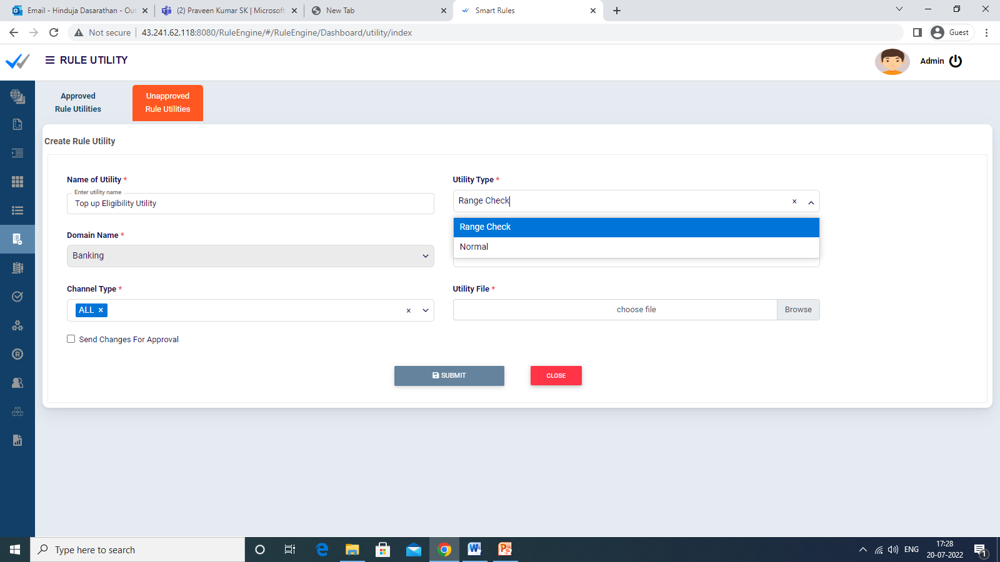 Email - Hinduja Dasarathan - Out
(2) Praveen Kumar SK | Microsoft
New Tab
Smart Rules
Not secure
43.241.62.118:8080/RuleEngine/#/RuleEngine/Dashboard/utility/index
Guest
RULE UTILITY
Admin
Approved
Rule Utilities
Unapproved
Rule Utilities
Create Rule Utility
Name of Utility *
Enter utility name
Top up Eligibility Utility
Utility Type *
Range Check
Range Check
Normal
Domain Name *
Banking
Channel Type *
ALL ×
Utility File *
choose file
Browse
Send Changes For Approval
SUBMIT
CLOSE
Type here to search
ENG
17:28
20-07-2022
1